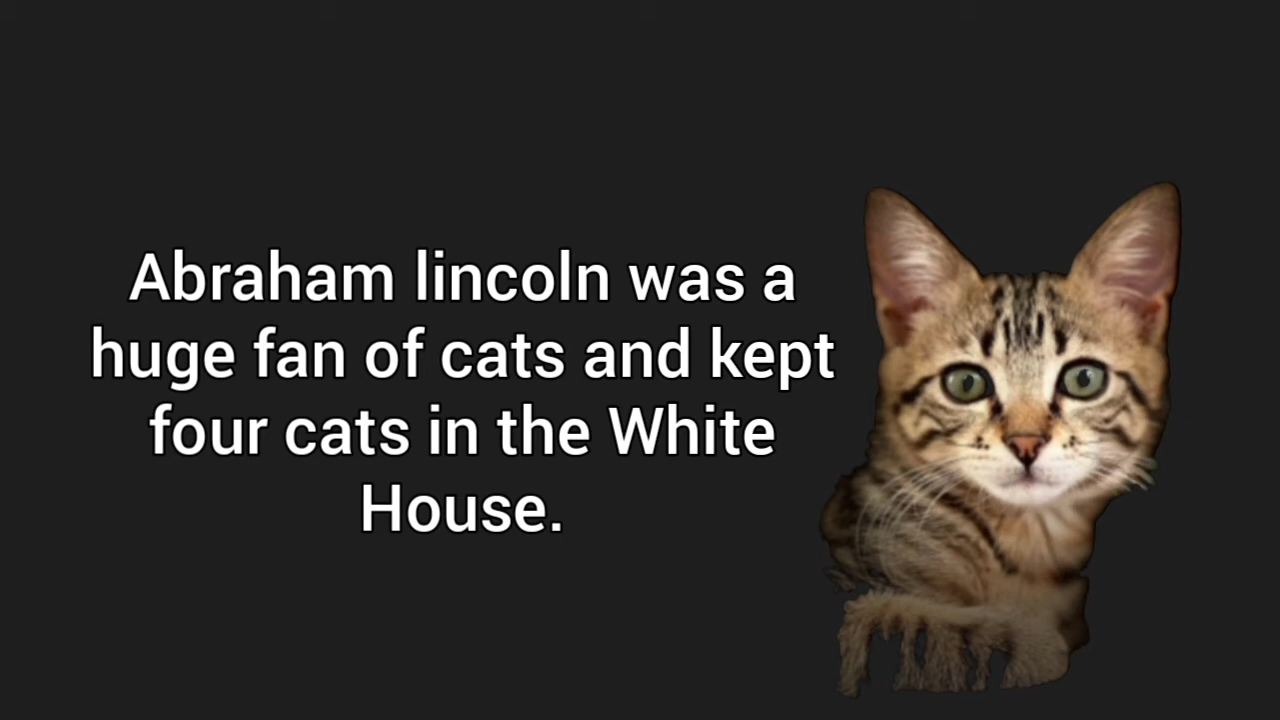 Abraham lincoln was a
huge fan of cats and kept
four cats in the White
House.